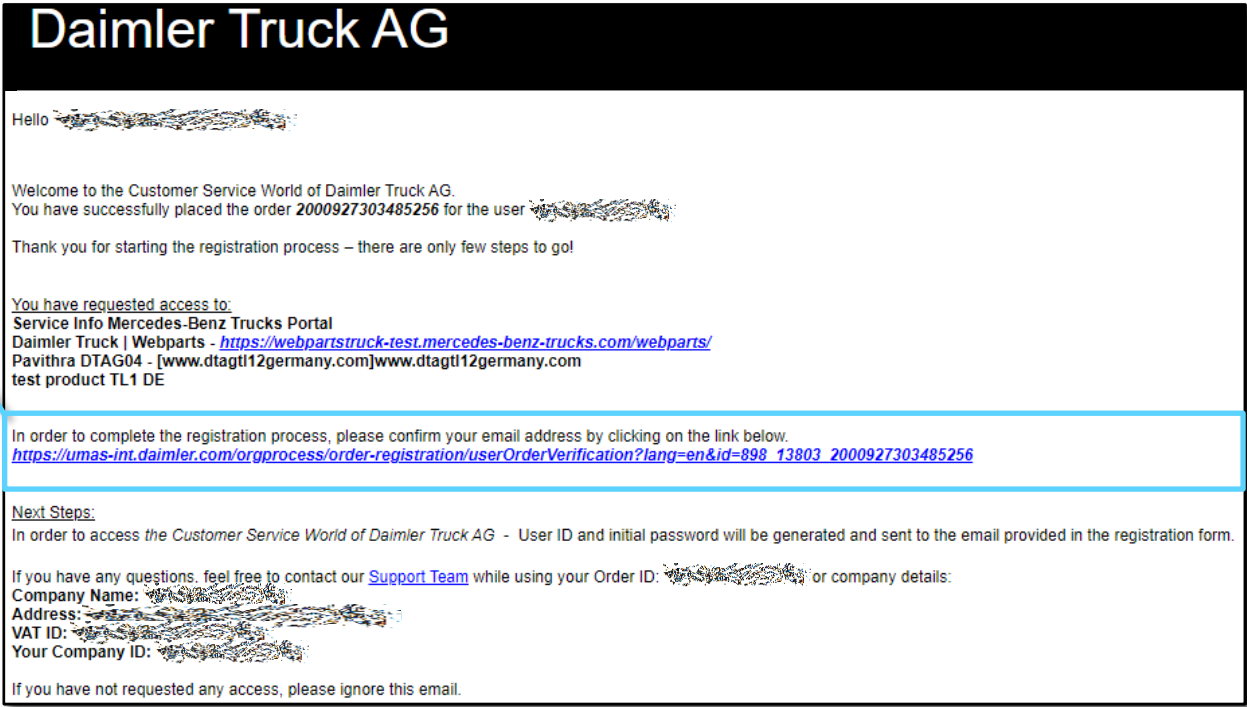 Daimler Truck AG
Hello
Welcome to the Customer Service World of Daimler Truck AG.
You have successfully placed the order 2000927303485256 for the user
Thank you for starting the registration process – there are only few steps to go!
You have requested access to:
Service Info Mercedes-Benz Trucks Portal
Daimler Truck | Webparts - https://webpartstruck-test.mercedes-benz-trucks.com/webparts/
Pavithra DTAG04 - [www.dtagtl12germany.com]www.dtagtl12germany.com
test product TL1 DE
In order to complete the registration process, please confirm your email address by clicking on the link below.
https://umas-int.daimler.com/orgprocess/order-registration/userOrderVerification?lang=en&id=898_13803_2000927303485256
Next Steps:
In order to access the Customer Service World of Daimler Truck AG - User ID and initial password will be generated and sent to the email provided in the registration form.
If you have any questions, feel free to contact our Support Team while using your Order ID: or company details:
Company Name:
Address:
VAT ID:
Your Company ID:
If you have not requested any access, please ignore this email.